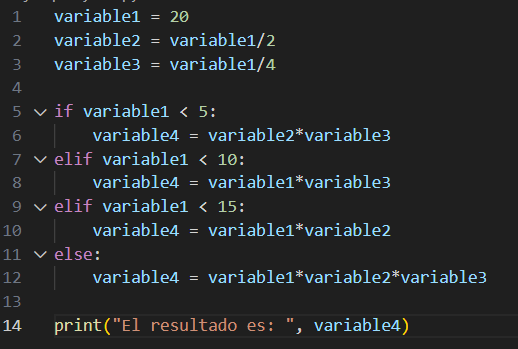 1 variable1 = 20
2 variable2 = variable1/2
3 variable3 = variable1/4
4
5 if variable1 < 5:
6     variable4 = variable2*variable3
7 elif variable1 < 10:
8     variable4 = variable1*variable3
9 elif variable1 < 15:
10     variable4 = variable1*variable2
11 else:
12     variable4 = variable1*variable2*variable3
13
14 print("El resultado es: ", variable4)